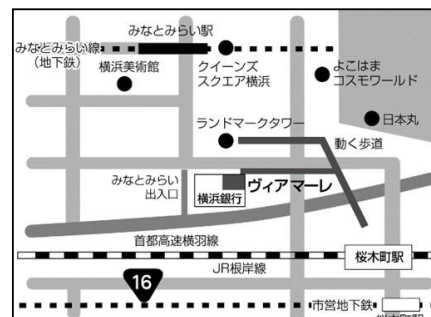 みなとみらい駅
みなとみらい線
(地下鉄)
横浜美術館
クイーンズ
スクエア横浜
よこはま
コスモワールド
日本丸
ランドマークタワー
動く歩道
みなとみらい
出入口
横浜銀行
ヴィアマーレ
首都高速横羽線
桜木町駅
JR根岸線
16
市営地下鉄
桜木町駅